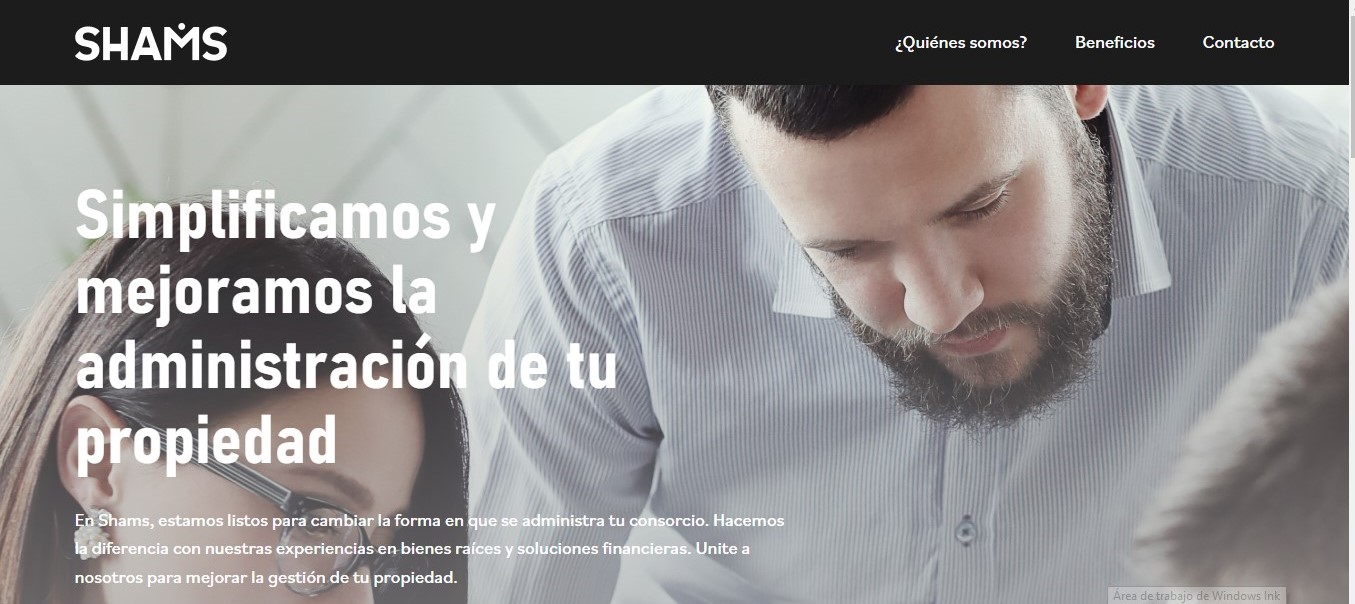 SHAMS
¿Quiénes somos? Beneficios Contacto
Simplificamos y
mejoramos la
administración de tu
propiedad
En Shams, estamos listos para cambiar la forma en que se administra tu consorcio. Hacemos
la diferencia con nuestras experiencias en bienes raíces y soluciones financieras. Unite a
nosotros para mejorar la gestión de tu propiedad.
Área de trabajo de Windows Ink